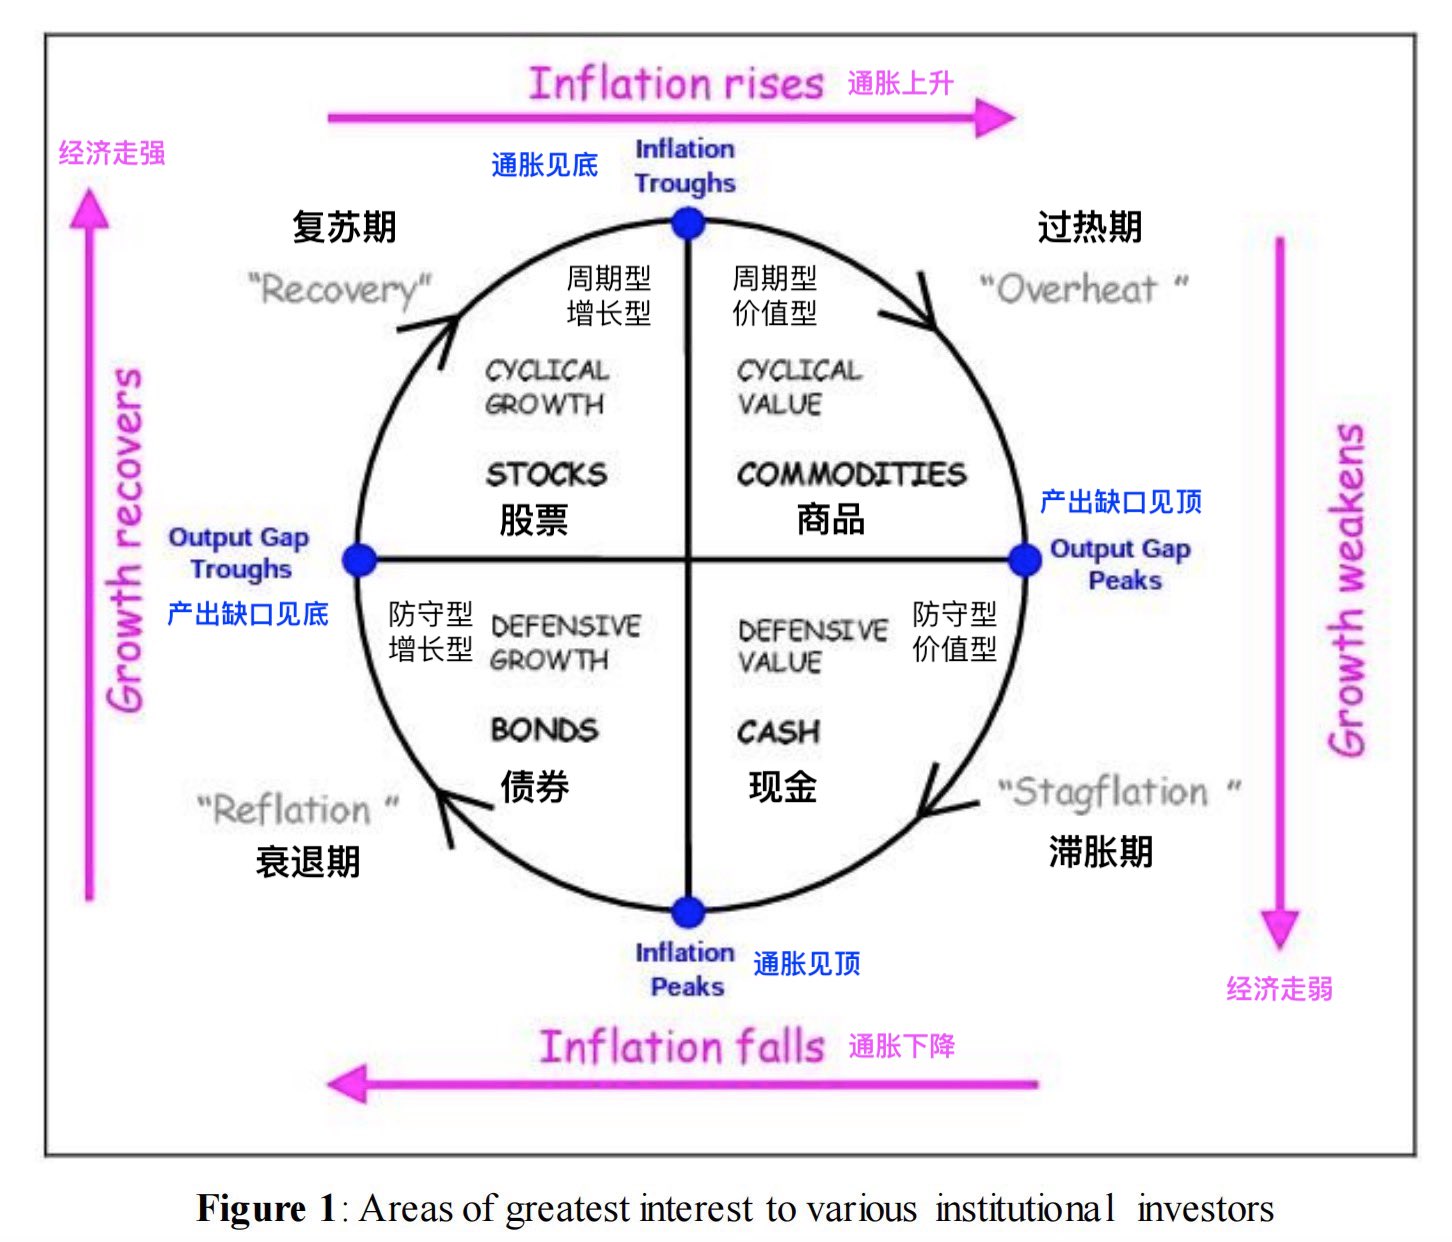 Inflation rises 通胀上升
经济走强
通胀见底
Inflation
Troughs
复苏期
过热期
“Recovery”
“Overheat ”
周期型
增长型
周期型
价值型
CYCLICAL
GROWTH
CYCLICAL
VALUE
STOCKS
COMMODITIES
股票
商品
Growth recovers
Growth weakens
产出缺口见顶
Output Gap
Peaks
Output Gap
Troughs
产出缺口见底
防守型
增长型
DEFENSIVE
GROWTH
DEFENSIVE
VALUE
防守型
价值型
BONDS
CASH
债券
现金
“Reflation ”
衰退期
“Stagflation ”
滞胀期
Inflation
Peaks
通胀见顶
经济走弱
Inflation falls 通胀下降
Figure 1: Areas of greatest interest to various institutional investors